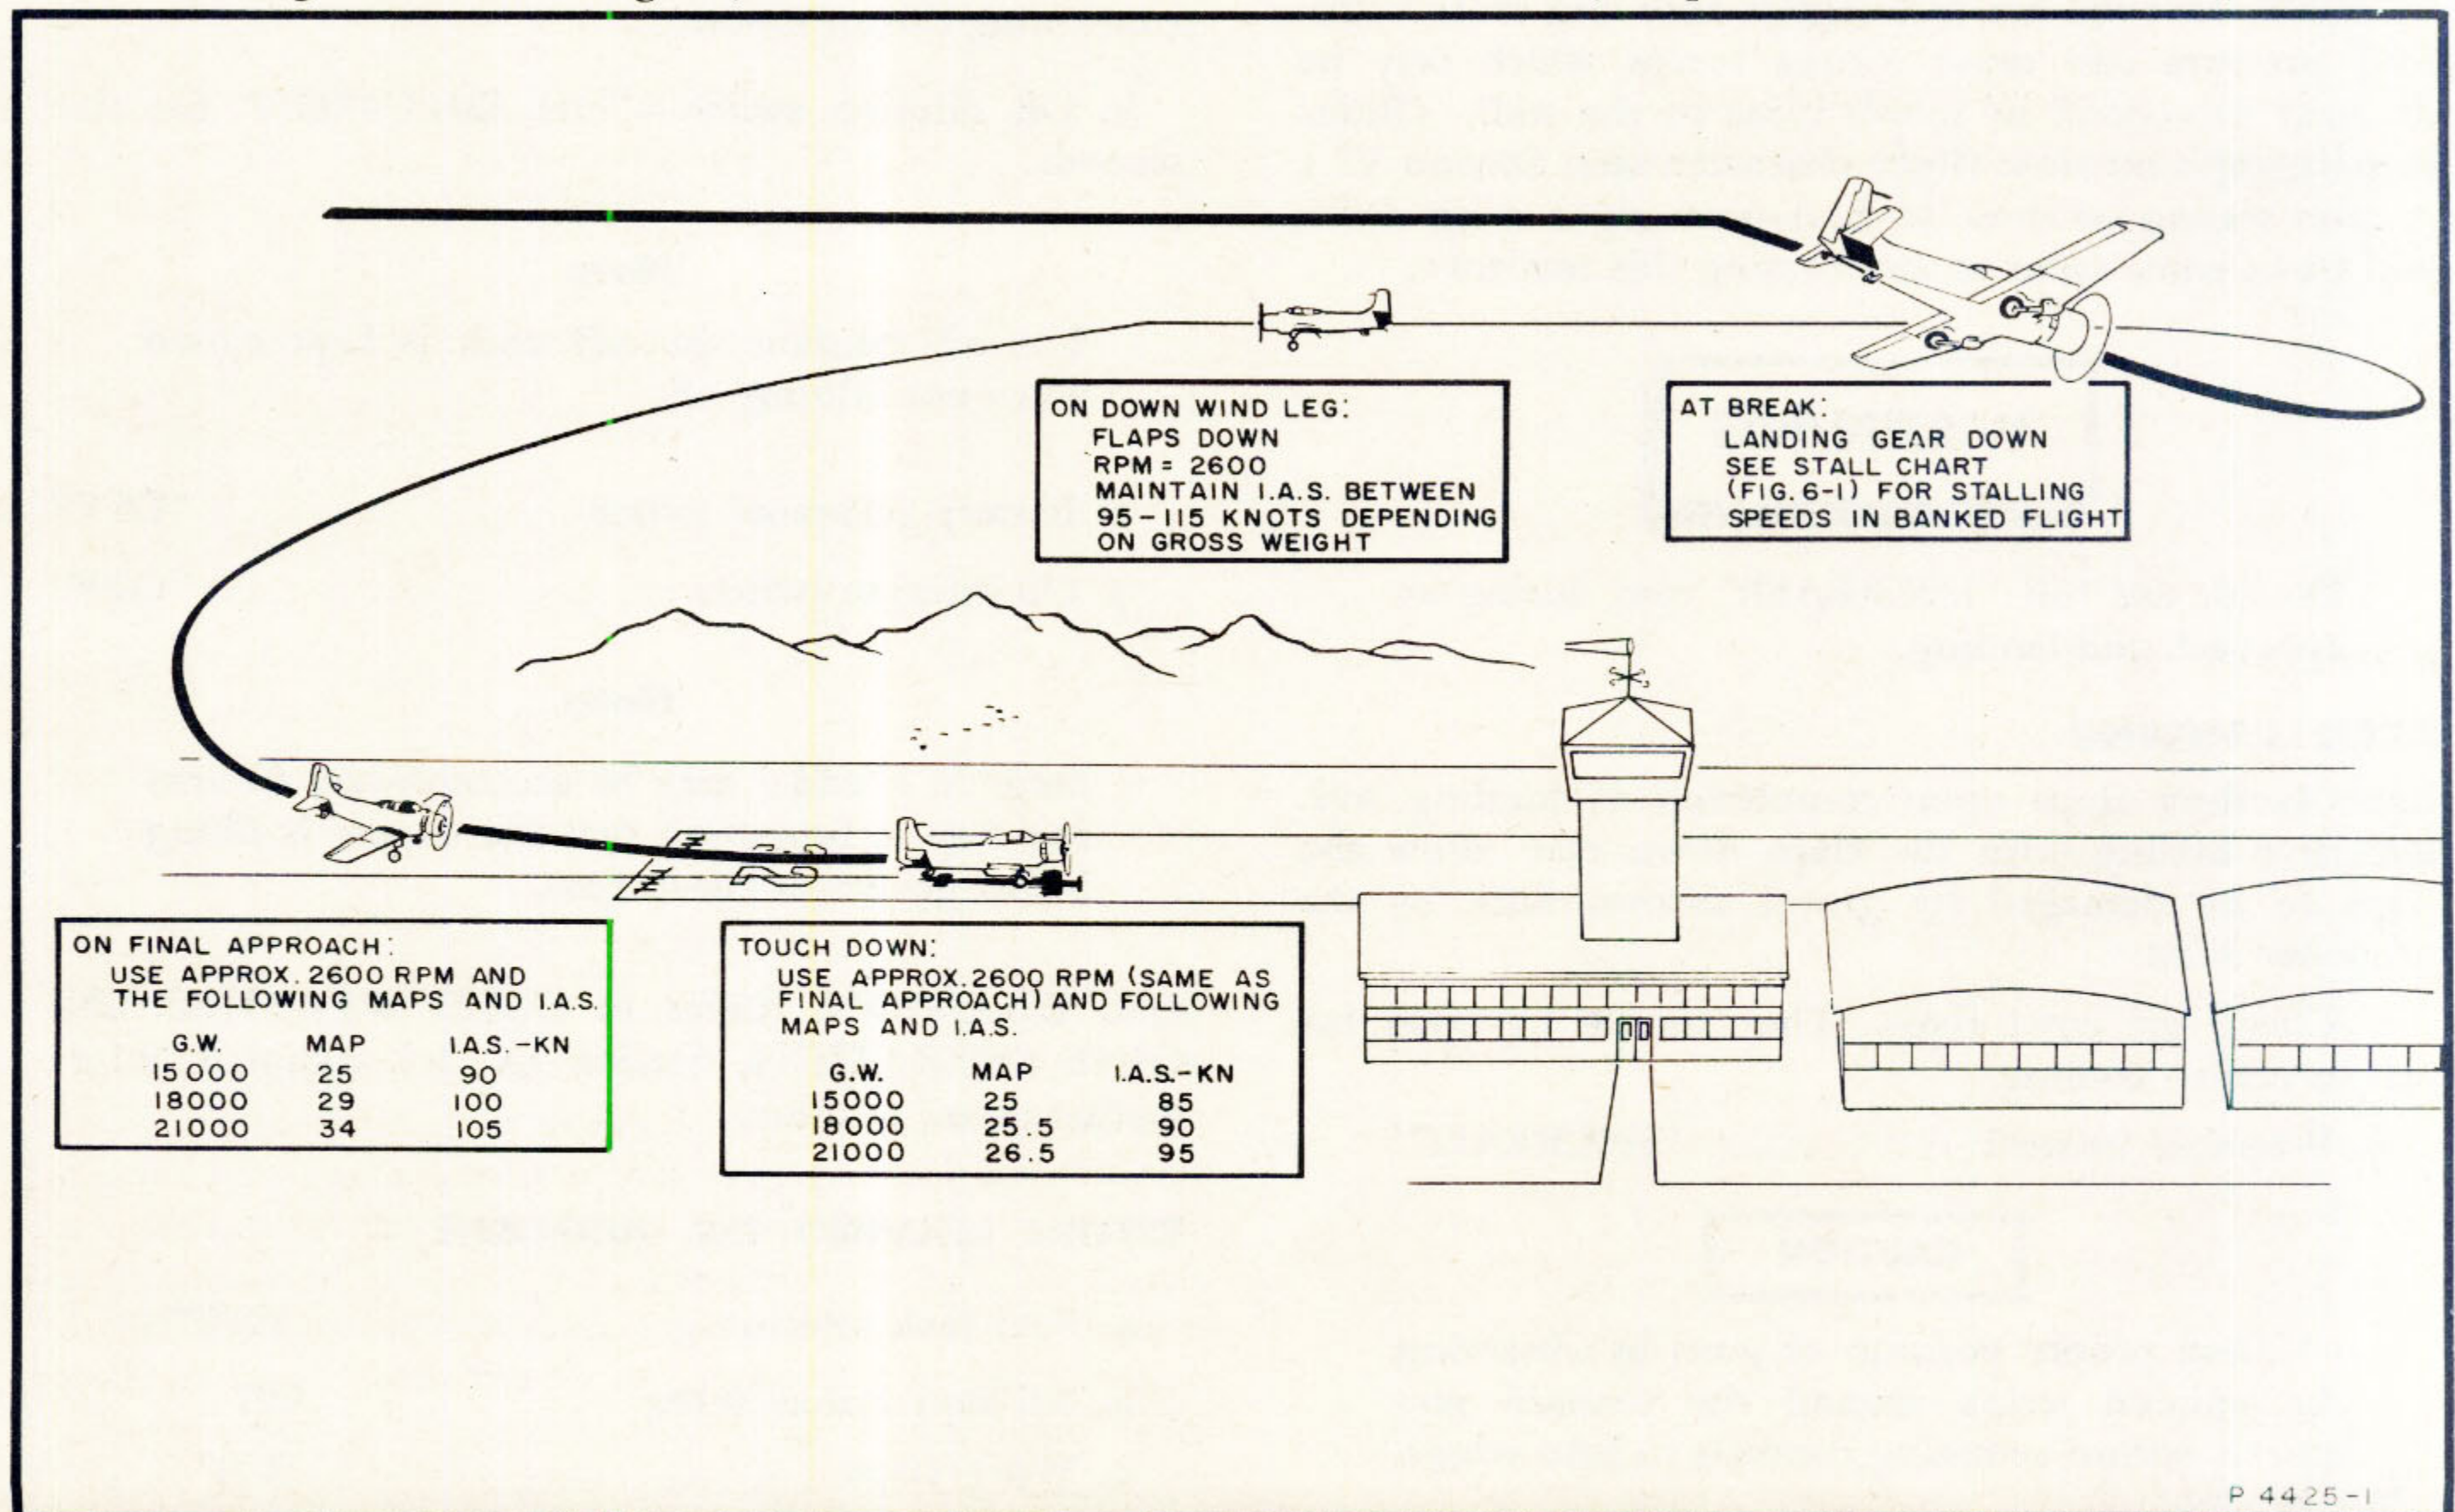 ON DOWN WIND LEG:
FLAPS DOWN
RPM = 2600
MAINTAIN I.A.S. BETWEEN
95-115 KNOTS DEPENDING
ON GROSS WEIGHT
AT BREAK:
LANDING GEAR DOWN
SEE STALL CHART
(FIG. 6-1) FOR STALLING
SPEEDS IN BANKED FLIGHT
ON FINAL APPROACH:
USE APPROX. 2600 RPM AND
THE FOLLOWING MAPS AND I.A.S.
G.W. MAP I.A.S.-KN
15000 25 90
18000 29 100
21000 34 105
TOUCH DOWN:
USE APPROX. 2600 RPM (SAME AS
FINAL APPROACH) AND FOLLOWING
MAPS AND I.A.S.
G.W. MAP I.A.S.-KN
15000 25 85
18000 25.5 90
21000 26.5 95
P 4425-1